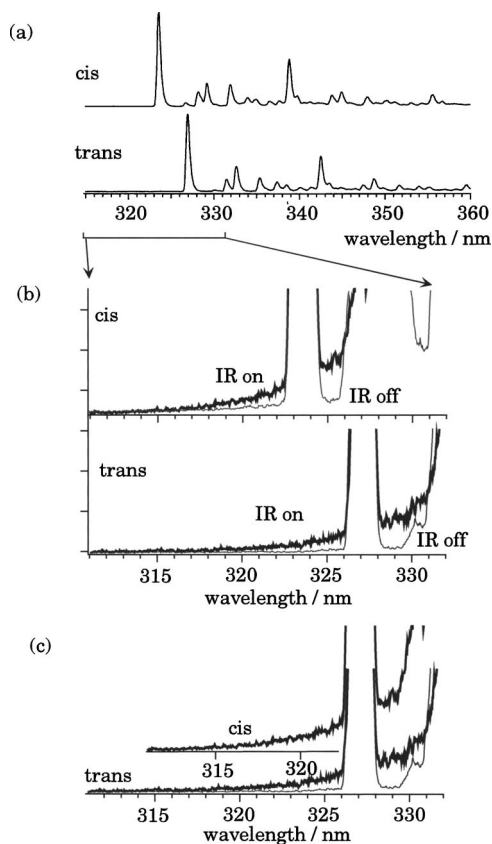 (a)
cis
trans
320 330 340 350 360
wavelength / nm
(b)
cis
IR on
IR off
trans
IR on
IR off
315 320 325 330
wavelength / nm
(c)
cis
315 320
trans
315 320 325 330
wavelength / nm